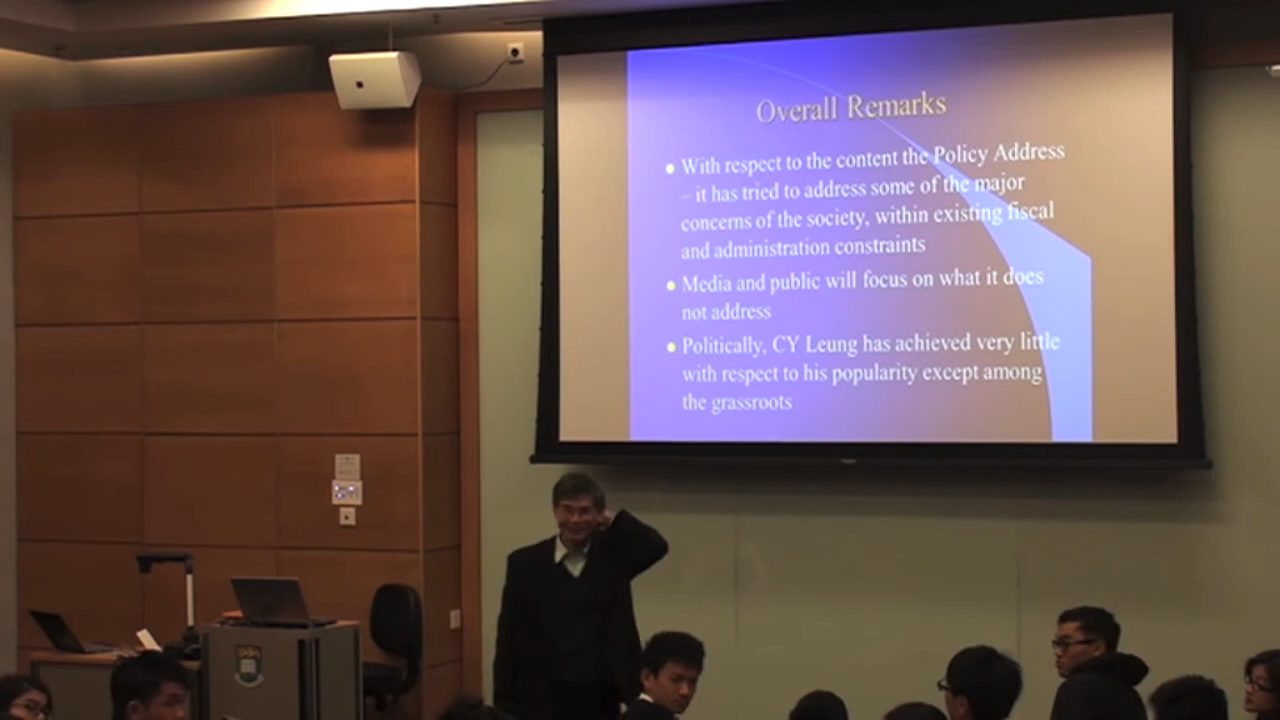 Overall Remarks
With respect to the content the Policy Address
– it has tried to address some of the major
concerns of the society, within existing fiscal
and administration constraints
Media and public will focus on what it does
not address
Politically, CY Leung has achieved very little
with respect to his popularity except among
the grassroots